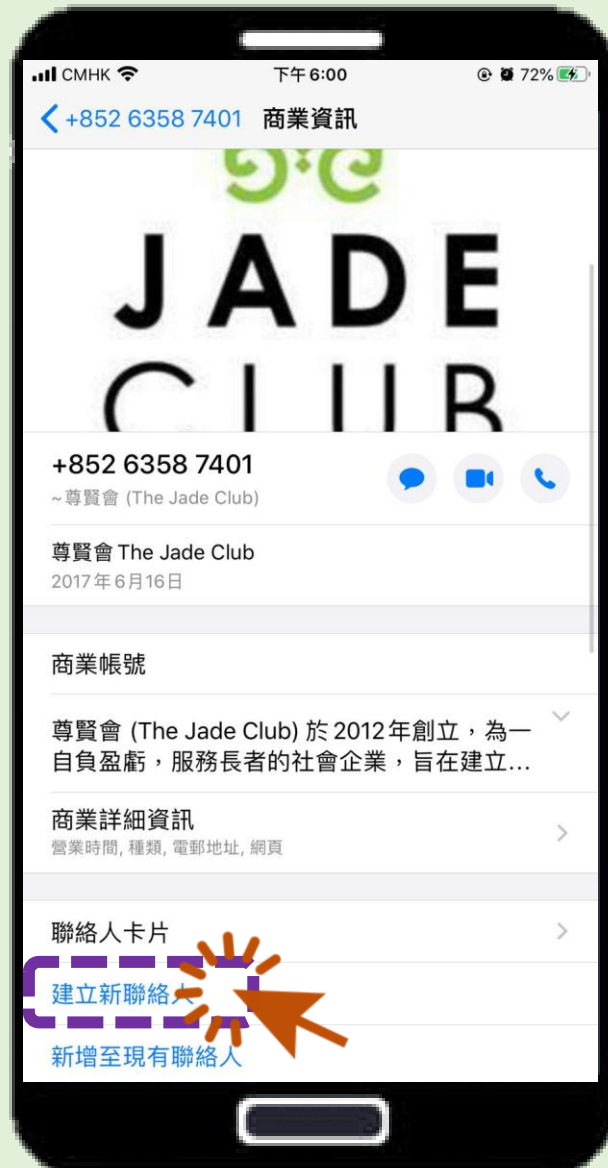 CMHK 下午 6:00 72%
+852 6358 7401 商業資訊
JADE
CLUB
+852 6358 7401
~尊賢會 (The Jade Club)
尊賢會 The Jade Club
2017年6月16日
商業帳號
尊賢會 (The Jade Club) 於 2012年創立，為一
自負盈虧，服務長者的社會企業，旨在建立...
商業詳細資訊
營業時間, 種類, 電郵地址, 網頁
聯絡人卡片
建立新聯絡人
新增至現有聯絡人